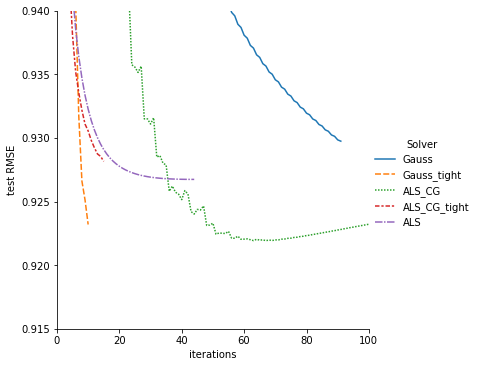 0.940
0.935
0.930
0.925
0.920
0.915
test RMSE
0
20
40
60
80
100
iterations
Solver
Gauss
Gauss_tight
ALS_CG
ALS_CG_tight
ALS